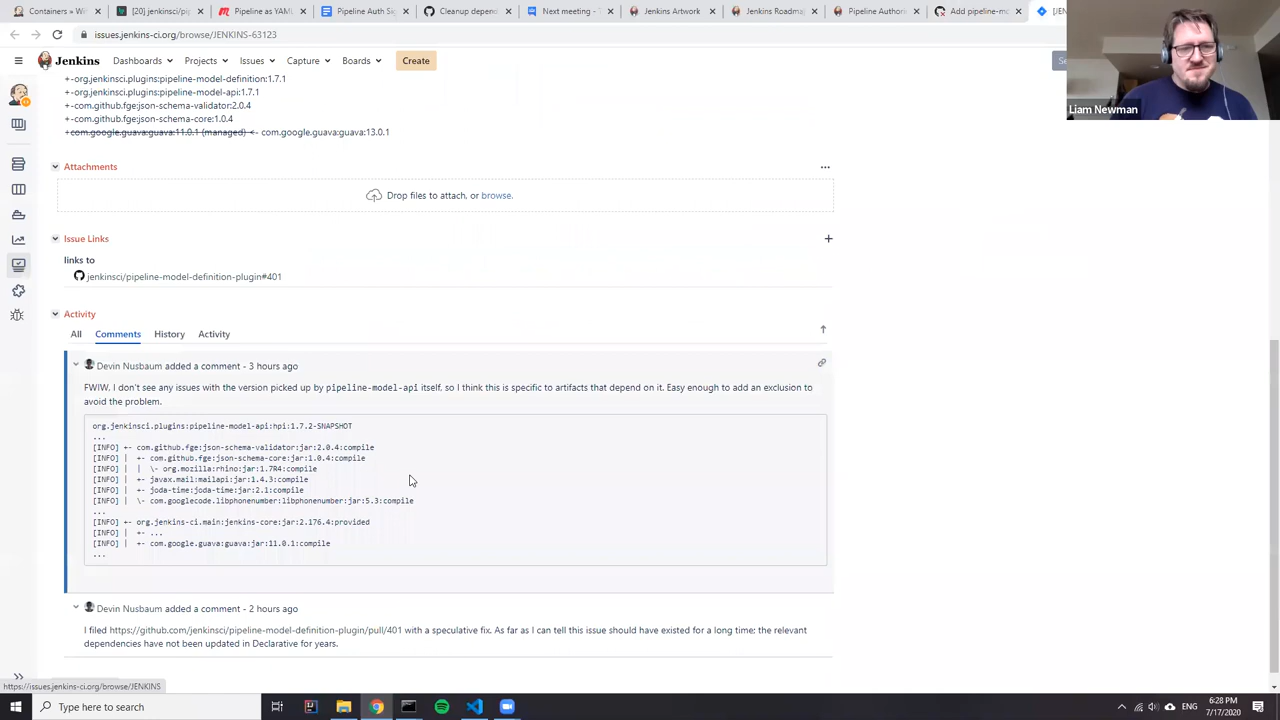 Containers » W
[20] Pipeli
Pipeline as YAML
Pipeline Auth Sig
Cleanup depend
Next meeting - T
Jenkins Artwork
Jenkins Roadmap
Pipeline Author
Add pipeline-mo
issues.jenkins-ci.org/browse/JENKINS-63123
Jenkins
Dashboards
Projects
Issues
Capture
Boards
Create
Se
Liam Newman
+-org.jenkinsci.plugins:pipeline-model-definition:1.7.1
+-org.jenkinsci.plugins:pipeline-model-api:1.7.1
+-com.github.fge:json-schema-validator:2.0.4
+-com.github.fge:json-schema-core:1.0.4
+com.google.guava:guava:11.0.1 (managed) <- com.google.guava:guava:13.0.1
Attachments
Drop files to attach, or browse.
Issue Links
links to
jenkinsci/pipeline-model-definition-plugin#401
Activity
All
Comments
History
Activity
Devin Nusbaum added a comment - 3 hours ago
FWIW, I don't see any issues with the version picked up by pipeline-model-api itself, so I think this is specific to artifacts that depend on it. Easy enough to add an exclusion to
avoid the problem.
org.jenkinsci.plugins:pipeline-model-api:hpi:1.7.2-SNAPSHOT
...
[INFO] +- com.github.fge:json-schema-validator:jar:2.0.4:compile
[INFO] | +- com.github.fge:json-schema-core:jar:1.0.4:compile
[INFO] | | \- org.mozilla:rhino:jar:1.7R4:compile
[INFO] | +- javax.mail:mailapi:jar:1.4.3:compile
[INFO] | +- joda-time:joda-time:jar:2.1:compile
[INFO] | \- com.googlecode.libphonenumber:libphonenumber:jar:5.3:compile
...
[INFO] +- org.jenkins-ci.main:jenkins-core:jar:2.176.4:provided
[INFO] | +- ...
[INFO] | +- com.google.guava:guava:jar:11.0.1:compile
...
Devin Nusbaum added a comment - 2 hours ago
I filed https://github.com/jenkinsci/pipeline-model-definition-plugin/pull/401 with a speculative fix. As far as I can tell this issue should have existed for a long time; the relevant
dependencies have not been updated in Declarative for years.
https://issues.jenkins-ci.org/browse/JENKINS
Type here to search
ENG
6:28 PM
7/17/2020